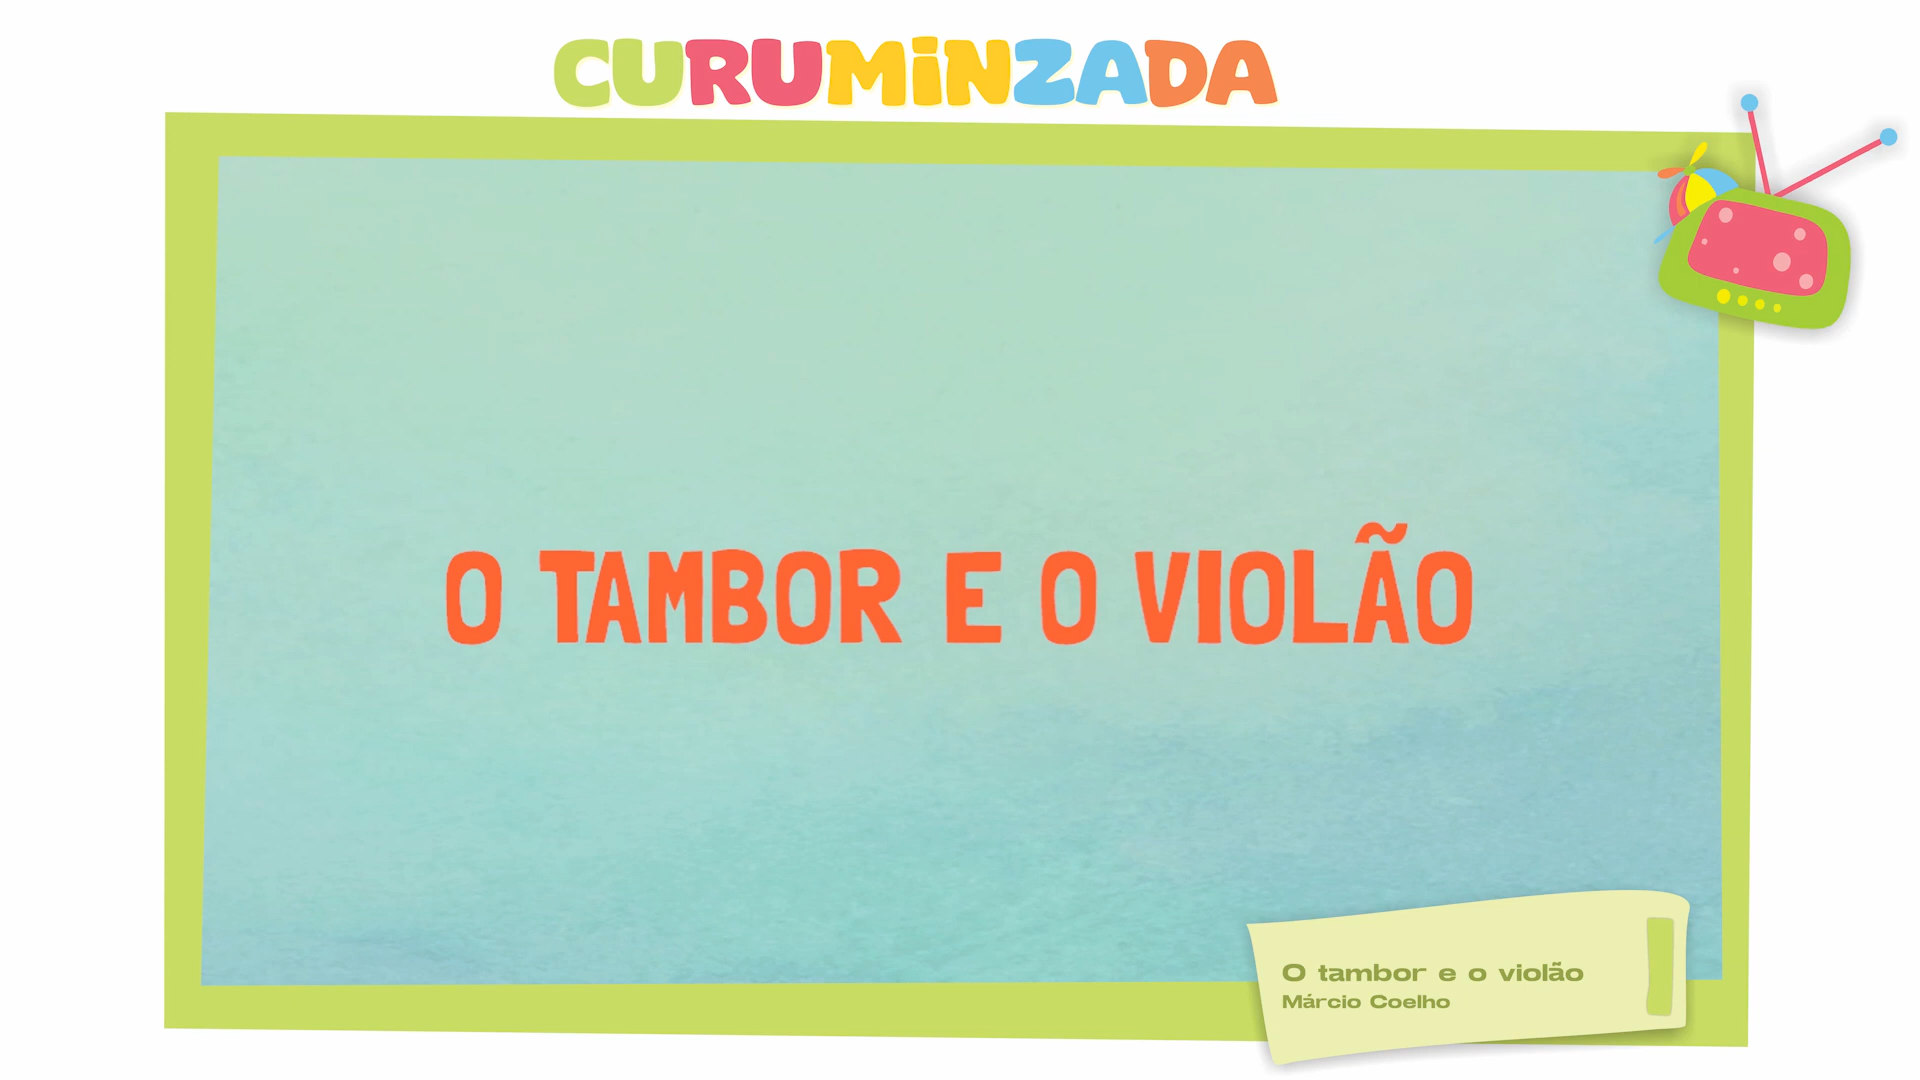 CURUMiNZADA
O TAMBOR E O VIOLÃO
O tambor e o violão
Márcio Coelho